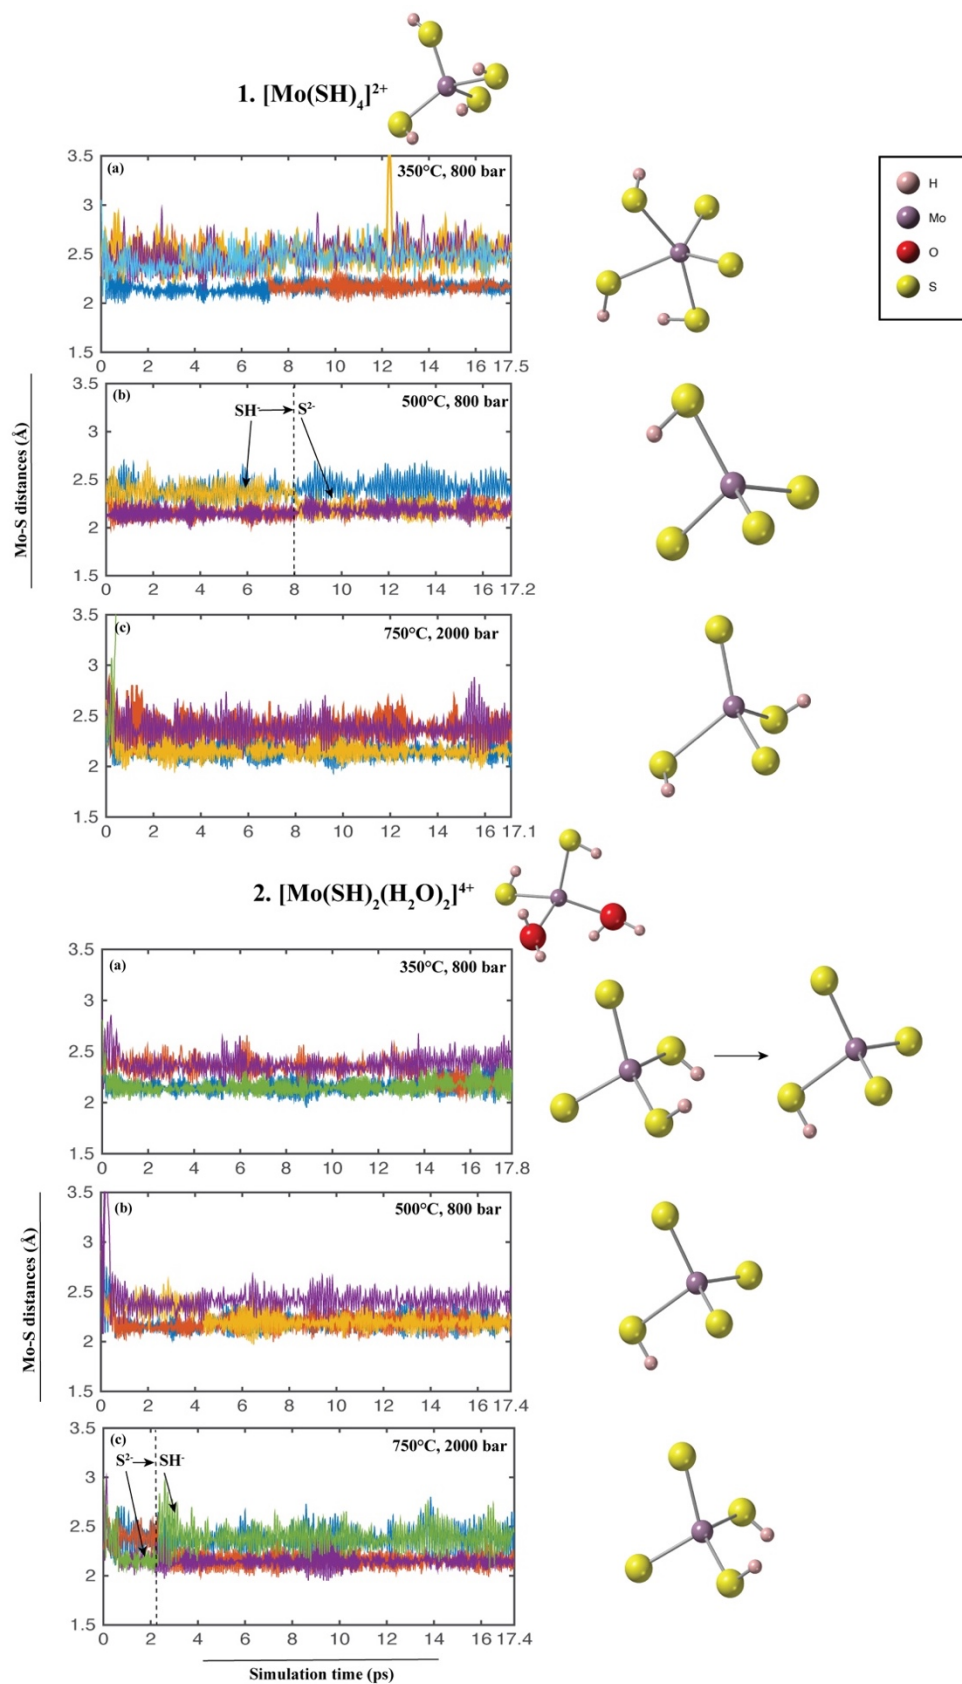 1. [Mo(SH)4]2+
(a)
350°C, 800 bar
3.5
3
2.5
2
1.5
0 2 4 6 8 10 12 14 16 17.5
H
Mo
O
S
Mo-S distances (Å)
(b)
500°C, 800 bar
SH- S2-
3.5
3
2.5
2
1.5
0 2 4 6 8 10 12 14 16 17.2
(c)
750°C, 2000 bar
3.5
3
2.5
2
1.5
0 2 4 6 8 10 12 14 16 17.1
2. [Mo(SH)2(H2O)2]4+
(a)
350°C, 800 bar
3.5
3
2.5
2
1.5
0 2 4 6 8 10 12 14 16 17.8
Mo-S distances (Å)
(b)
500°C, 800 bar
3.5
3
2.5
2
1.5
0 2 4 6 8 10 12 14 16 17.4
(c)
750°C, 2000 bar
S2- SH-
3.5
3
2.5
2
1.5
0 2 4 6 8 10 12 14 16 17.4
Simulation time (ps)